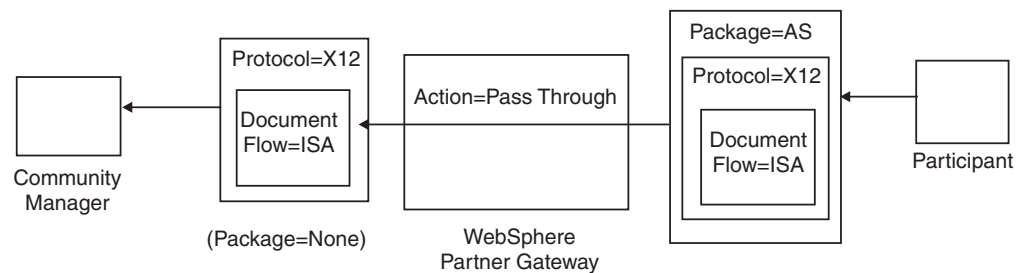 Community
Manager
Protocol=X12
Document
Flow=ISA
(Package=None)
Action=Pass Through
WebSphere
Partner Gateway
Package=AS
Protocol=X12
Document
Flow=ISA
Participant